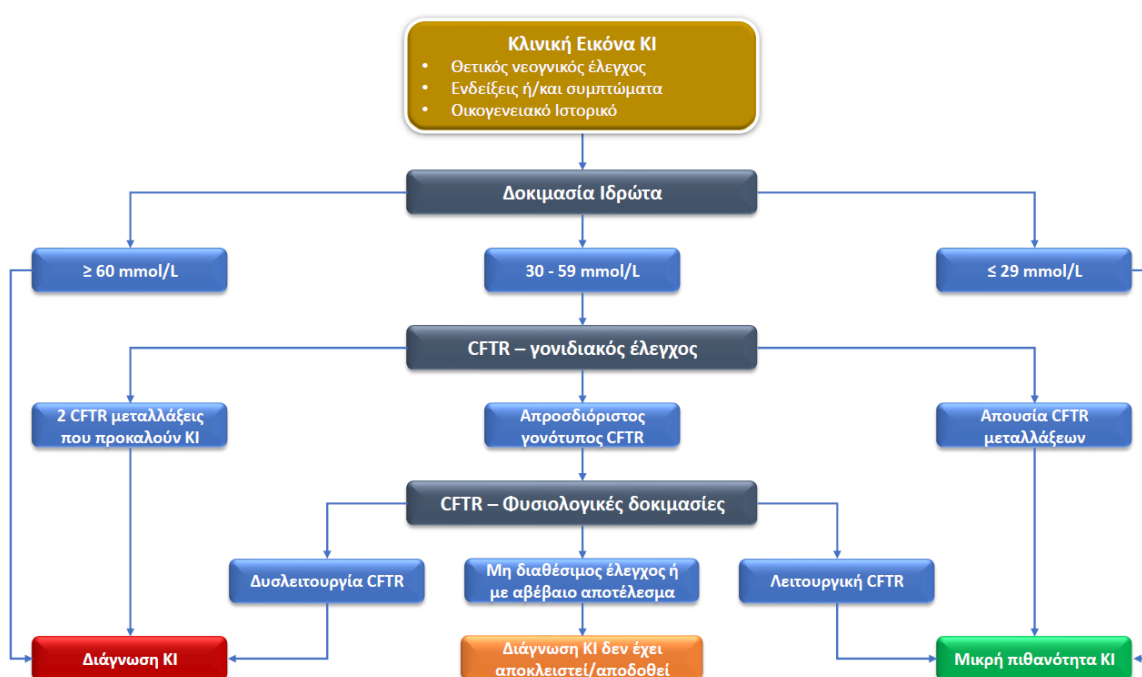 Κλινική Εικόνα ΚΙ
• Θετικός νεογνικός έλεγχος
• Ενδείξεις ή/και συμπτώματα
• Οικογενειακό Ιστορικό
Δοκιμασία Ιδρώτα
≥ 60 mmol/L
30 - 59 mmol/L
≤ 29 mmol/L
CFTR – γονιδιακός έλεγχος
2 CFTR μεταλλάξεις
που προκαλούν ΚΙ
Απροσδιόριστος
γονότυπος CFTR
Απουσία CFTR
μεταλλάξεων
CFTR – Φυσιολογικές δοκιμασίες
Δυσλειτουργία CFTR
Μη διαθέσιμος έλεγχος ή
με αβέβαιο αποτέλεσμα
Λειτουργική CFTR
Διάγνωση ΚΙ
Διάγνωση ΚΙ δεν έχει
αποκλειστεί/αποδοθεί
Μικρή πιθανότητα ΚΙ